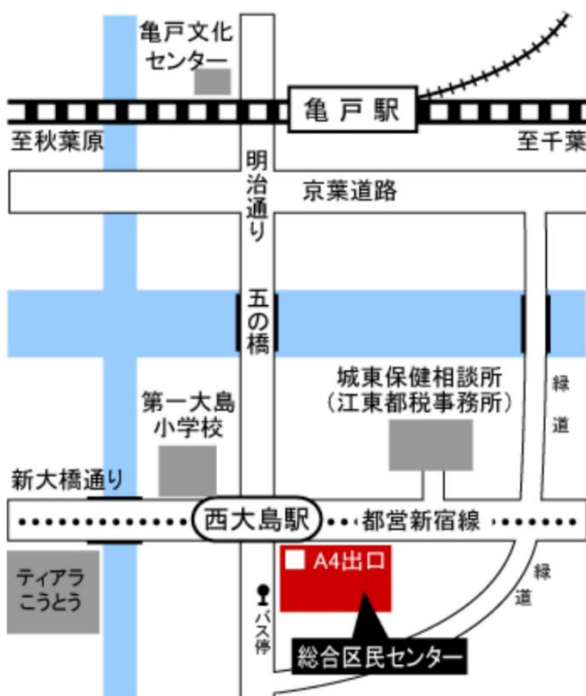 亀戸文化
センター
亀戸駅
至秋葉原
至千葉
明治通り
京葉道路
五の橋
城東保健相談所
（江東都税事務所）
緑道
第一大島
小学校
新大橋通り
西大島駅
都営新宿線
ティアラ
こうとう
A4出口
緑道
バス停
総合区民センター